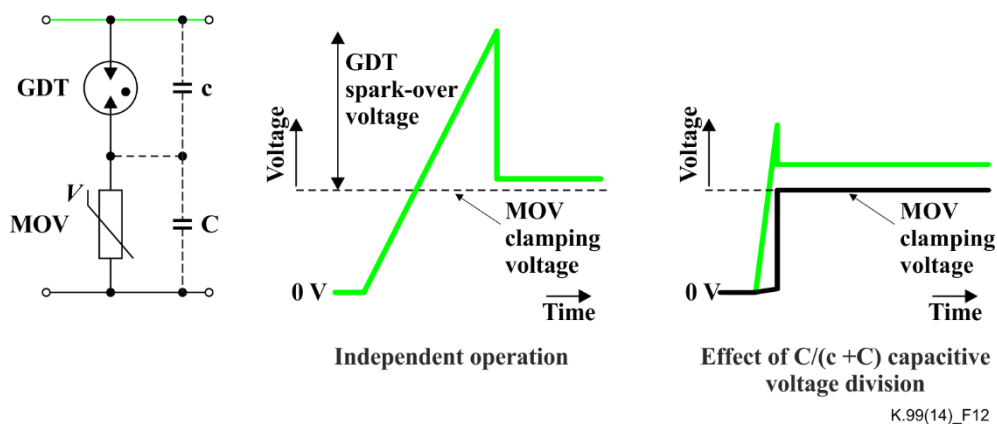 GDT
c
V
MOV
C
Voltage
GDT
spark-over
voltage
MOV
clamping
voltage
0 V
Time
Independent operation
Voltage
MOV
clamping
voltage
0 V
Time
Effect of C/(c +C) capacitive
voltage division
K.99(14)_F12